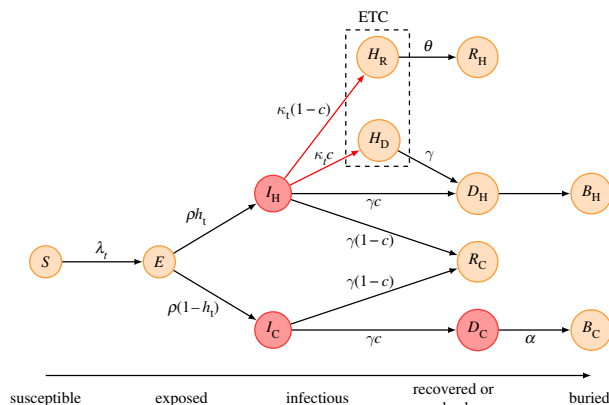 ETC
H_R
θ
R_H
κ_t(1−c)
H_D
κ_t c
γ
I_H
γc
D_H
B_H
ρh_t
γ(1−c)
S
λ_t
E
R_C
γ(1−c)
ρ(1−h_t)
I_C
γc
D_C
α
B_C
recovered or
susceptible exposed infectious buried